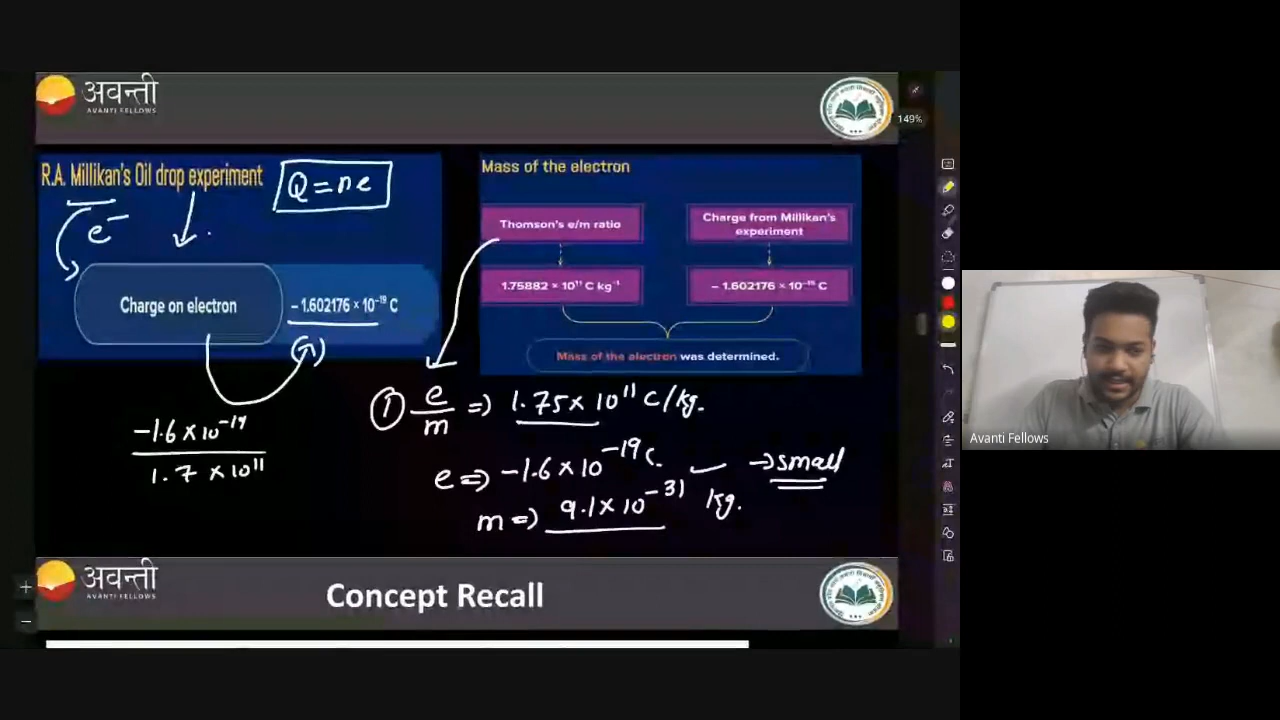 अवन्ती
AVANTI FELLOWS
149%
R.A. Millikan's Oil drop experiment
Q = ne
e⁻
Charge on electron
– 1.602176 × 10⁻¹⁹ C
Mass of the electron
Thomson's e/m ratio
Charge from Millikan's
experiment
1.75882 × 10¹¹ C kg⁻¹
– 1.602176 × 10⁻¹⁹ C
Mass of the electron was determined.
① e/m => 1.75 × 10¹¹ C/kg.
-1.6 × 10⁻¹⁹
1.7 × 10¹¹
e => -1.6 × 10⁻¹⁹ C. → small
m => 9.1 × 10⁻³¹ kg.
Avanti Fellows
अवन्ती
AVANTI FELLOWS
Concept Recall